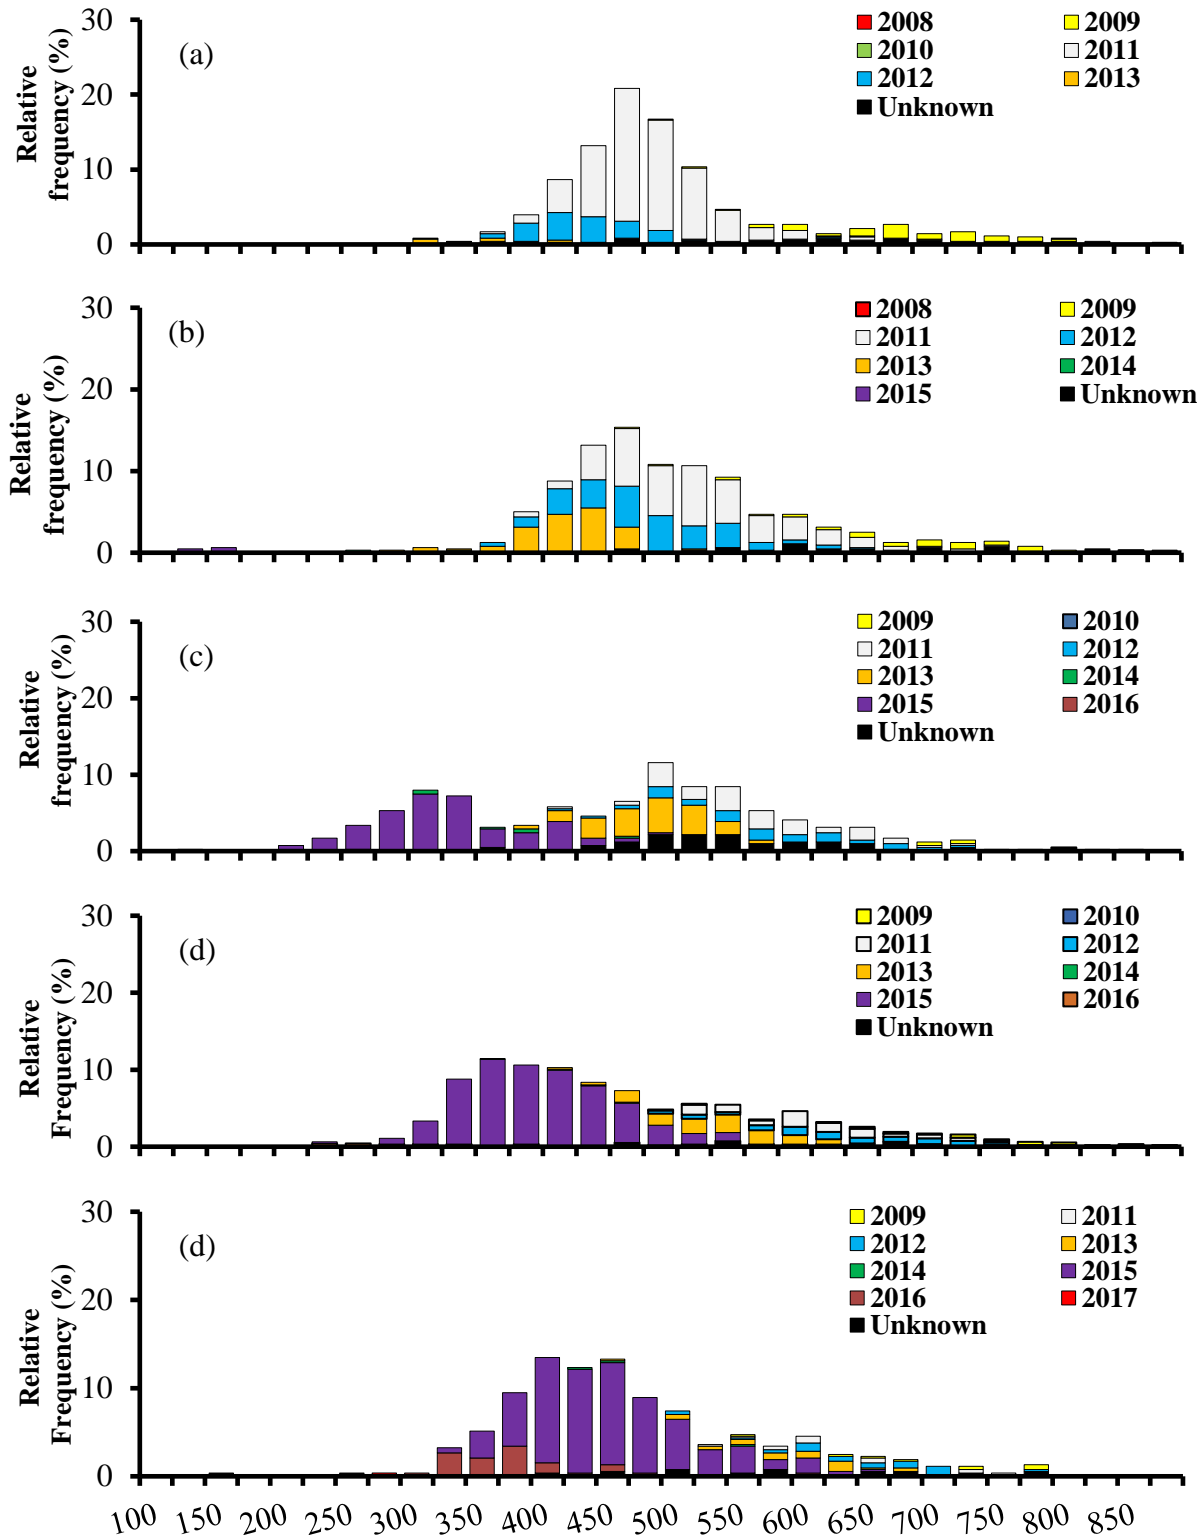 30
20
10
0
Relative
frequency (%)
(a)
2008 2009
2010 2011
2012 2013
Unknown
30
20
10
0
Relative
frequency (%)
(b)
2008 2009
2011 2012
2013 2014
2015 Unknown
30
20
10
0
Relative
frequency (%)
(c)
2009 2010
2011 2012
2013 2014
2015 2016
Unknown
30
20
10
0
Relative
Frequency (%)
(d)
2009 2010
2011 2012
2013 2014
2015 2016
Unknown
30
20
10
0
Relative
Frequency (%)
(d)
2009 2011
2012 2013
2014 2015
2016 2017
Unknown
100 150 200 250 300 350 400 450 500 550 600 650 700 750 800 850